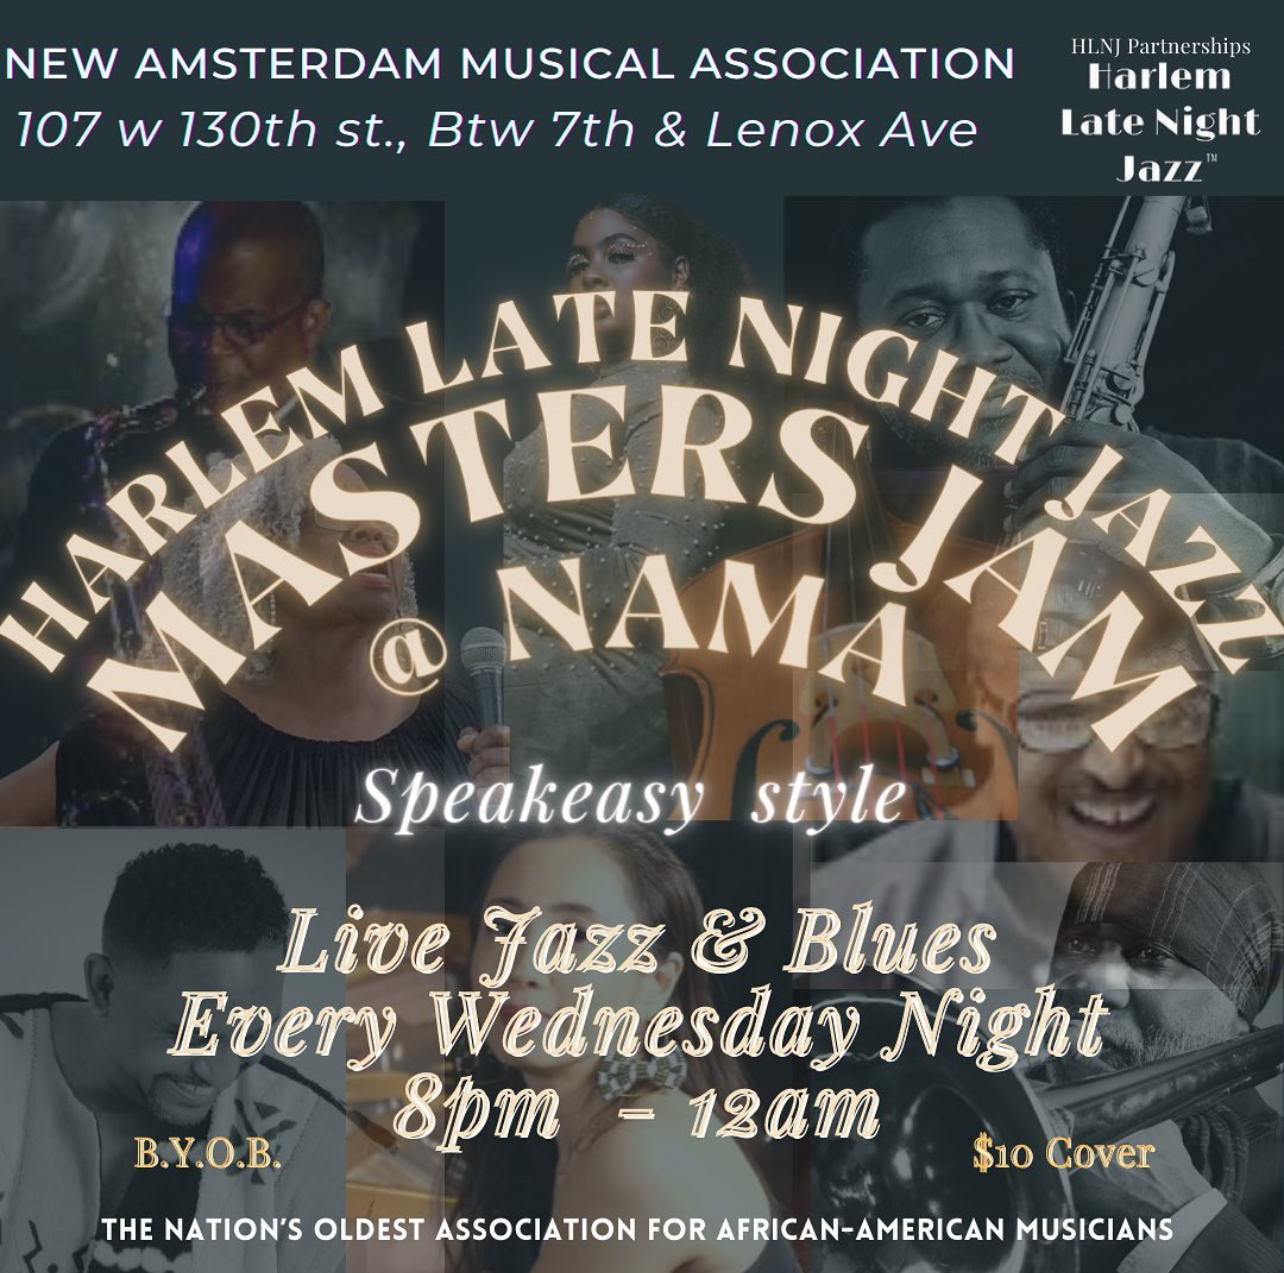 NEW AMSTERDAM MUSICAL ASSOCIATION
107 w 130th st., Btw 7th & Lenox Ave
HLNJ Partnerships
Harlem
Late Night
Jazz™
HARLEM LATE NIGHT JAZZ
MASTERS JAM
@ NAMA
Speakeasy style
Live Jazz & Blues
Every Wednesday Night
8pm - 12am
B.Y.O.B.
$10 Cover
THE NATION'S OLDEST ASSOCIATION FOR AFRICAN-AMERICAN MUSICIANS